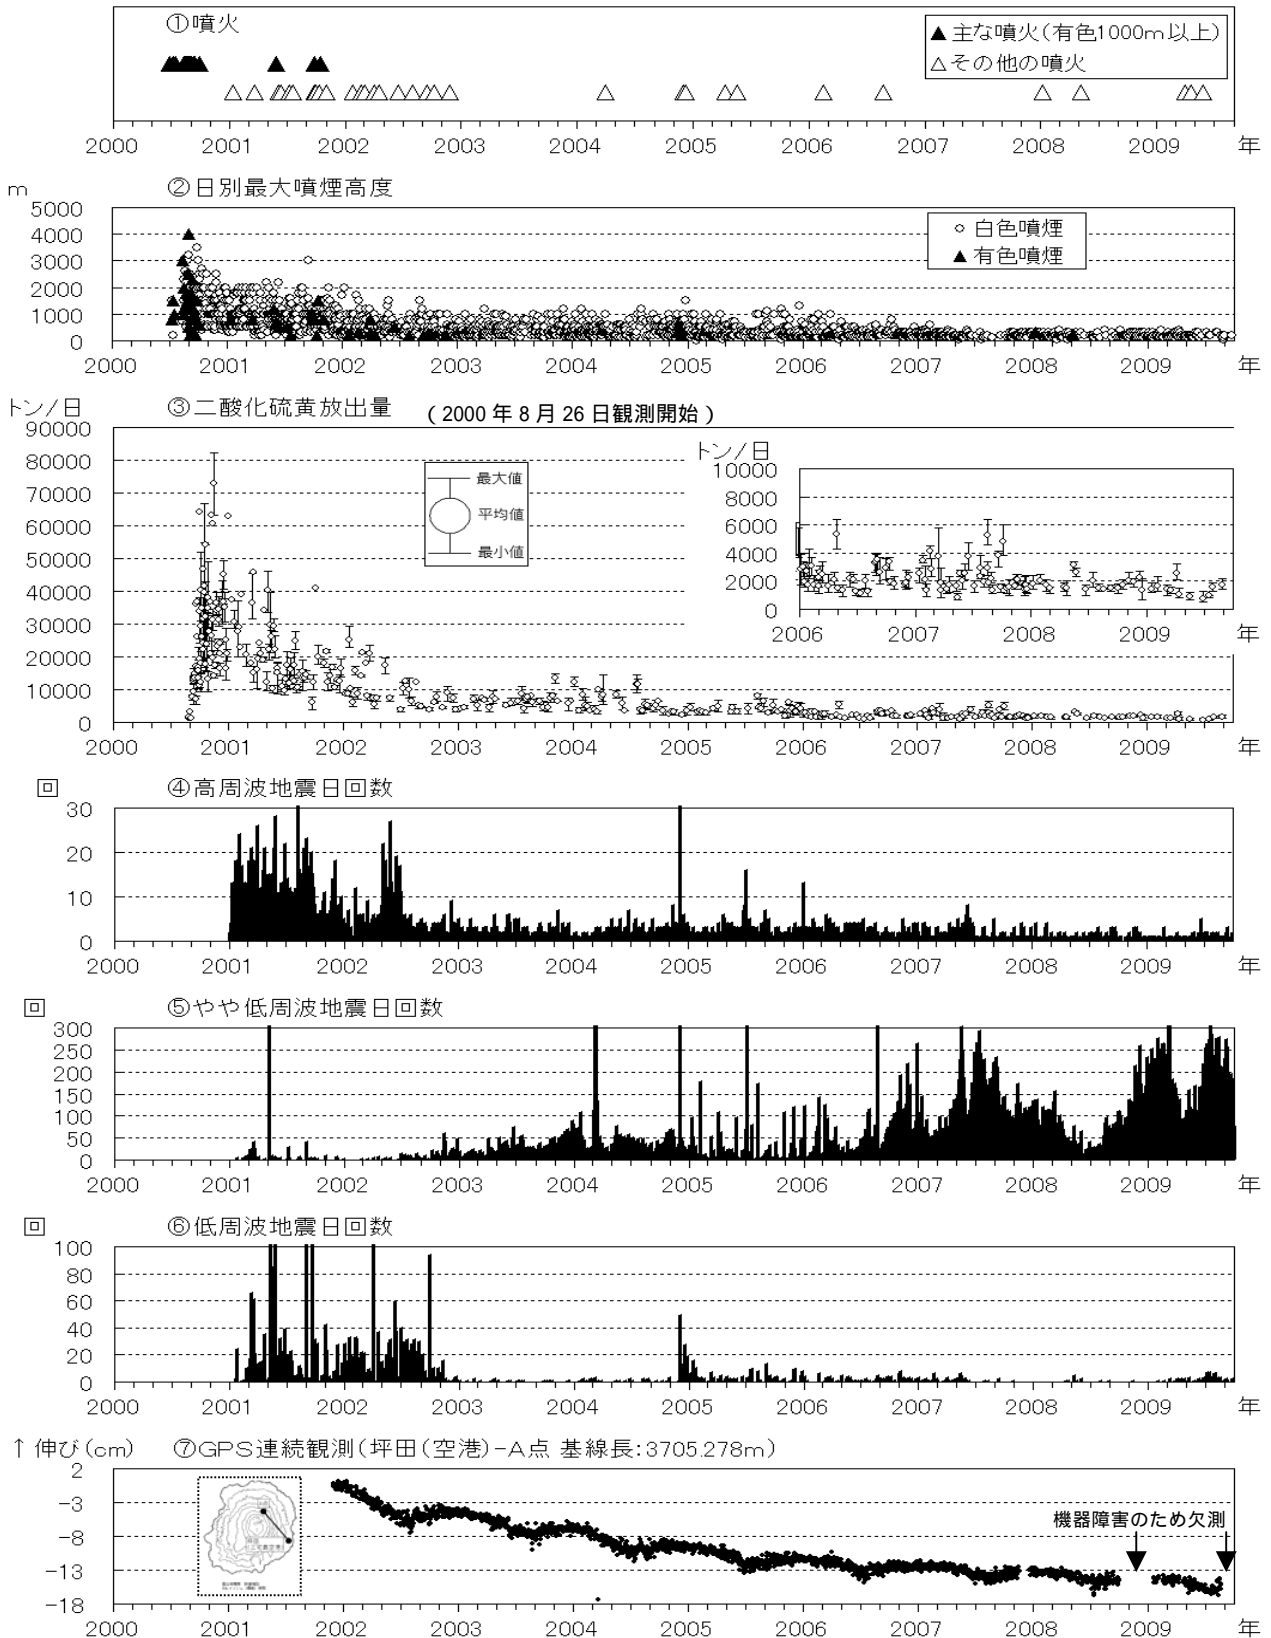 ①噴火
▲主な噴火(有色1000m以上)
△その他の噴火
2000 2001 2002 2003 2004 2005 2006 2007 2008 2009 年
m ②日別最大噴煙高度
5000
4000
3000
2000
1000
0
○ 白色噴煙
▲ 有色噴煙
2000 2001 2002 2003 2004 2005 2006 2007 2008 2009 年
トン/日 ③二酸化硫黄放出量 (2000年8月26日観測開始)
90000
80000
70000
60000
50000
40000
30000
20000
10000
0
最大値
平均値
最小値
トン/日
10000
8000
6000
4000
2000
0
2006 2007 2008 2009 年
2000 2001 2002 2003 2004 2005 2006 2007 2008 2009 年
回 ④高周波地震日回数
30
20
10
0
2000 2001 2002 2003 2004 2005 2006 2007 2008 2009 年
回 ⑤やや低周波地震日回数
300
250
200
150
100
50
0
2000 2001 2002 2003 2004 2005 2006 2007 2008 2009 年
回 ⑥低周波地震日回数
100
80
60
40
20
0
2000 2001 2002 2003 2004 2005 2006 2007 2008 2009 年
↑伸び(cm) ⑦GPS連続観測(坪田(空港)-A点 基線長:3705.278m)
2
-3
-8
-13
-18
機器障害のため欠測
2000 2001 2002 2003 2004 2005 2006 2007 2008 2009 年